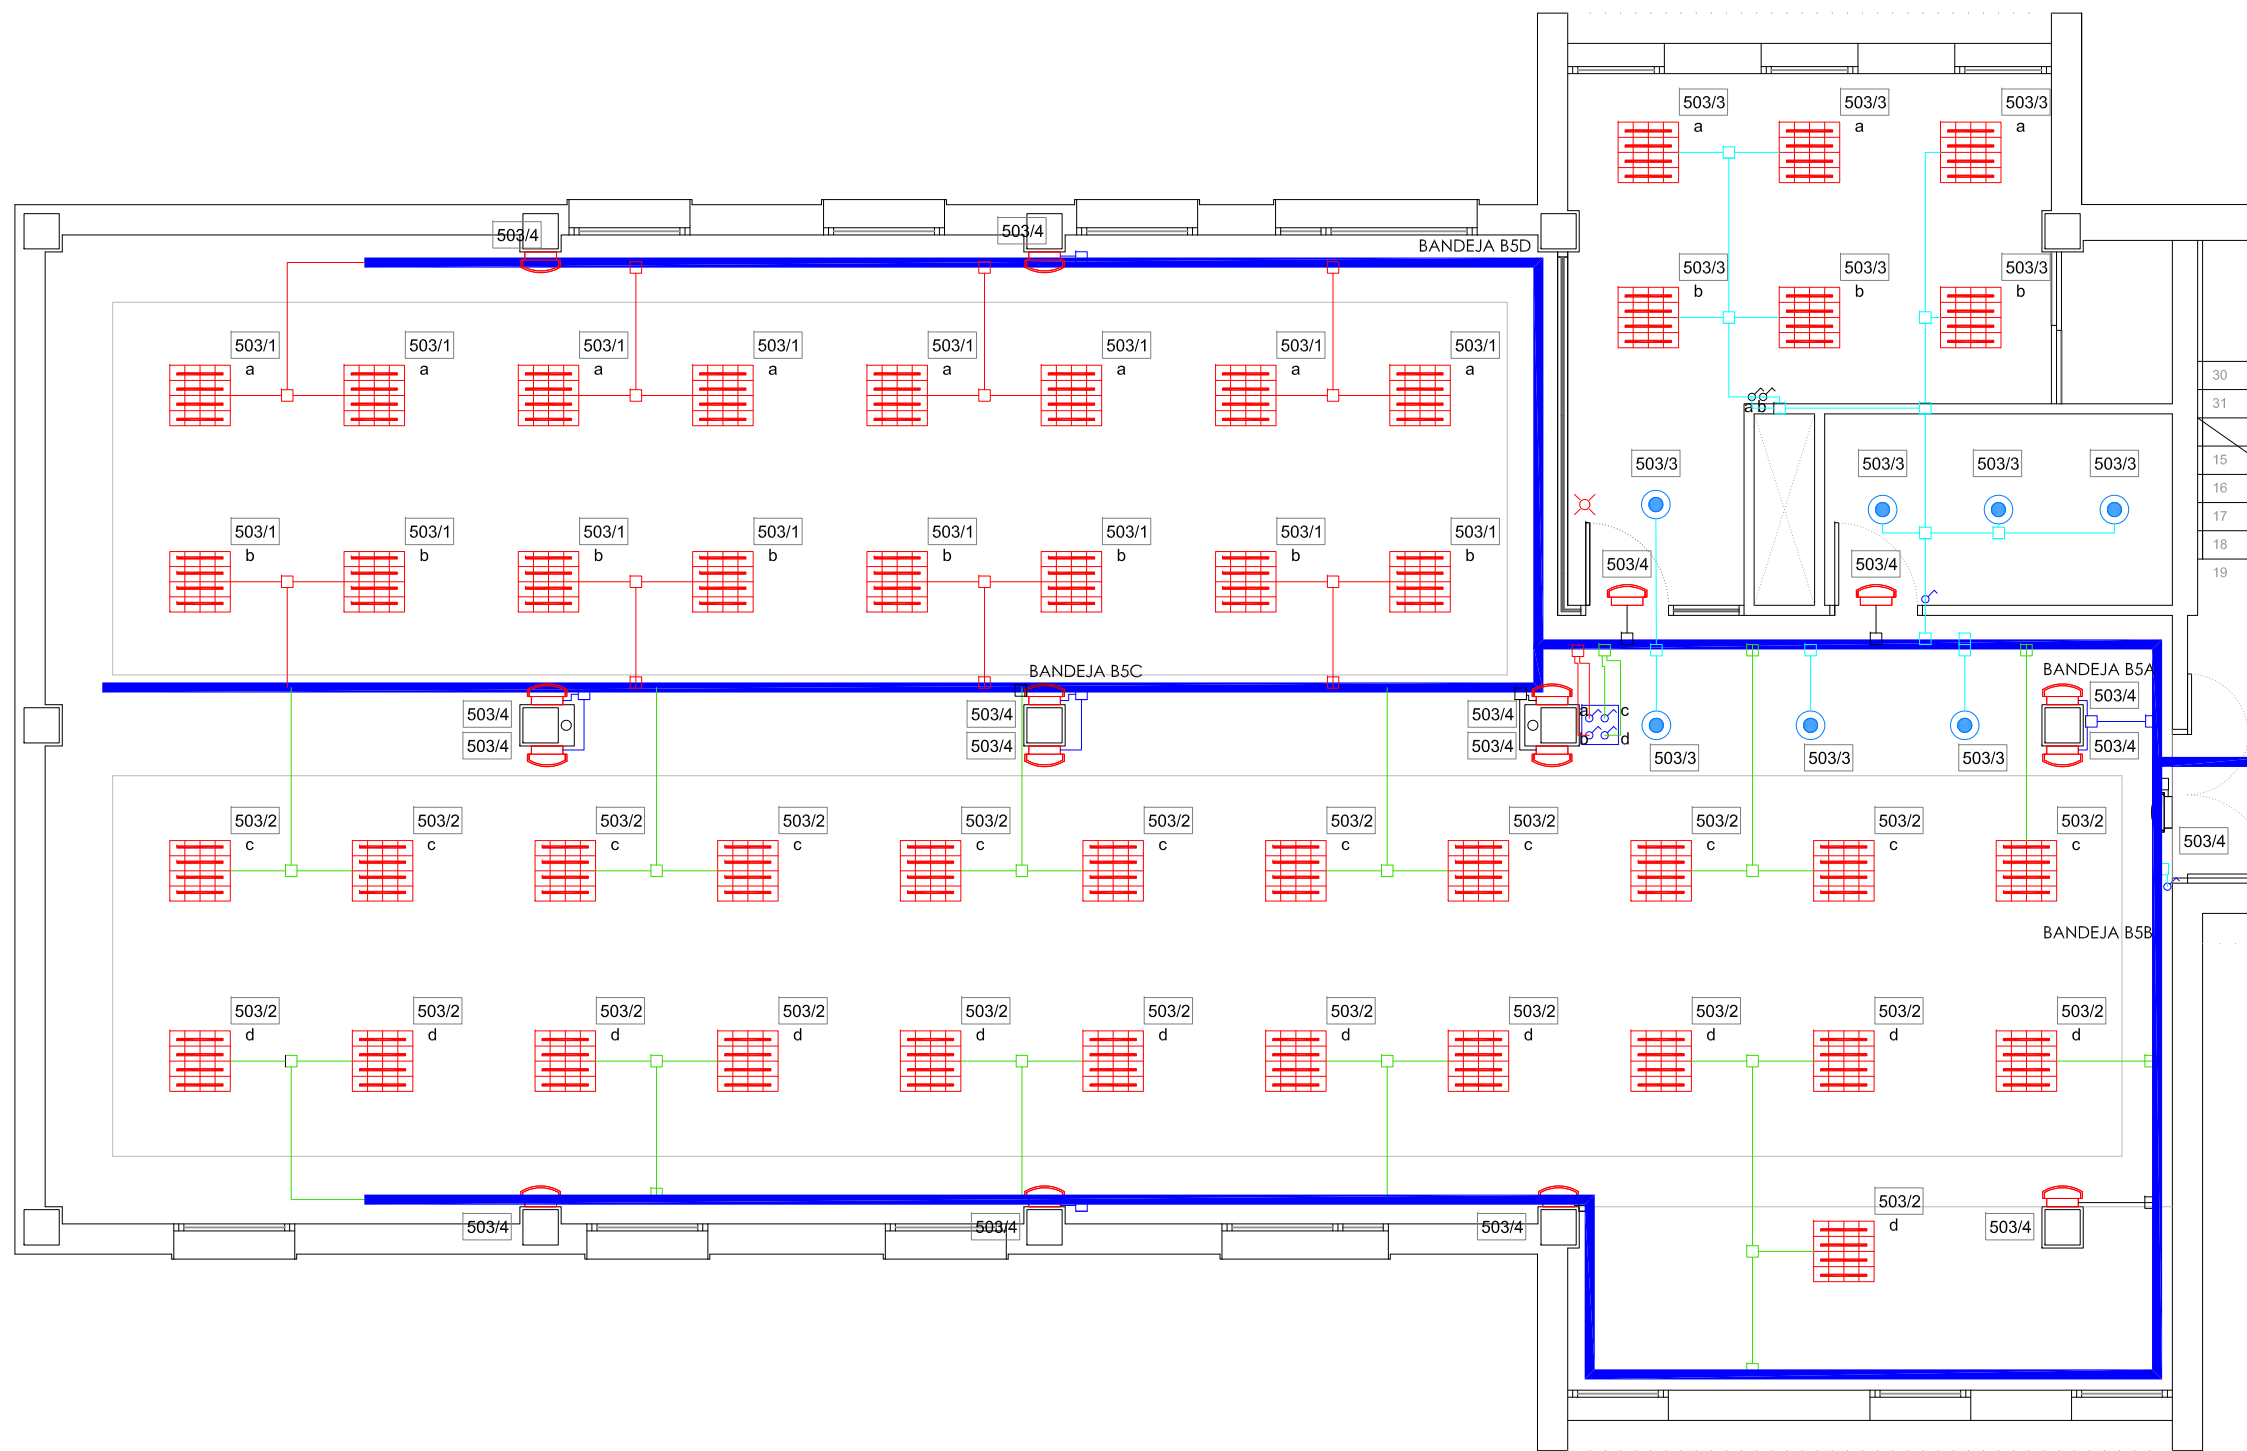 503/3 503/3 503/3
a a a
503/4 503/4
BANDEJA B5D
503/3 503/3 503/3
b b b
503/1 503/1 503/1 503/1 503/1 503/1 503/1 503/1
a a a a a a a a
30
31
a b
503/3 503/3 503/3 503/3
15
16
17
18
19
503/1 503/1 503/1 503/1 503/1 503/1 503/1 503/1
b b b b b b b b
503/4 503/4
BANDEJA B5C
BANDEJA B5A
503/4 503/4 503/4 503/4
a c
b d
503/4 503/4 503/4 503/4
503/3 503/3 503/3
503/2 503/2 503/2 503/2 503/2 503/2 503/2 503/2 503/2 503/2 503/2
c c c c c c c c c c c
503/4
BANDEJA B5B
503/2 503/2 503/2 503/2 503/2 503/2 503/2 503/2 503/2 503/2 503/2
d d d d d d d d d d d
503/2
d
503/4 503/4 503/4 503/4